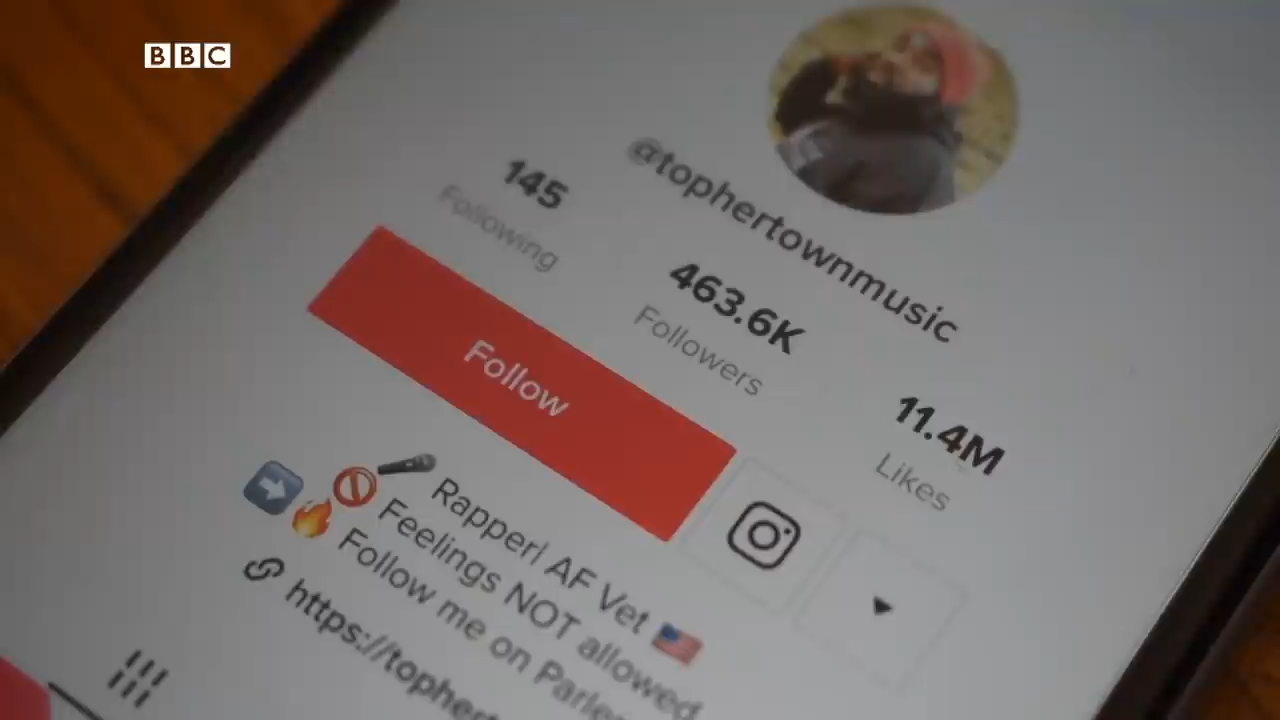 BBC
@tophertownmusic
145
Following
463.6K
Followers
11.4M
Likes
Follow
Rapper| AF Vet
Feelings NOT allowed
Follow me on Parle
https://topher